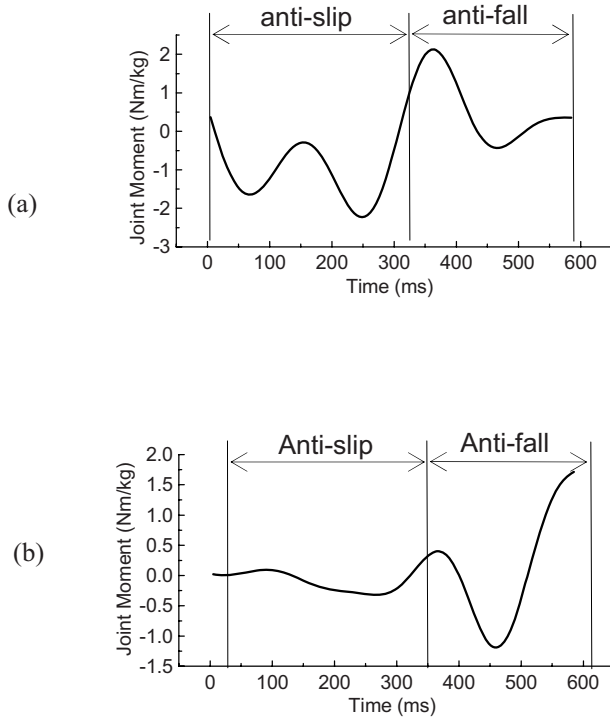 anti-slip anti-fall
2
1
0
-1
-2
-3
Joint Moment (Nm/kg)
(a)
0 100 200 300 400 500 600
Time (ms)
Anti-slip Anti-fall
2.0
1.5
1.0
0.5
0.0
-0.5
-1.0
-1.5
Joint Moment (Nm/kg)
(b)
0 100 200 300 400 500 600
Time (ms)